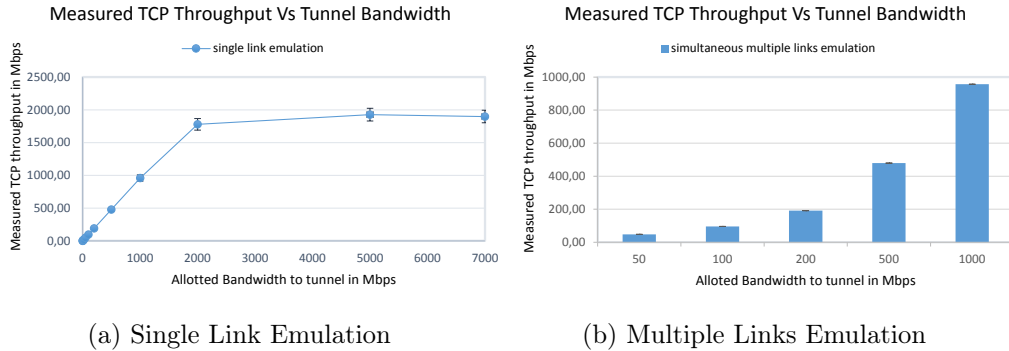 Measured TCP Throughput Vs Tunnel Bandwidth
single link emulation
Measured TCP throughput in Mbps
2500,00
2000,00
1500,00
1000,00
500,00
0,00
0 1000 2000 3000 4000 5000 6000 7000
Allotted Bandwidth to tunnel in Mbps
(a) Single Link Emulation
Measured TCP Throughput Vs Tunnel Bandwidth
simultaneous multiple links emulation
Measured TCP throughput in Mbps
1000,00
800,00
600,00
400,00
200,00
0,00
50 100 200 500 1000
Allotted Bandwidth to tunnel in Mbps
(b) Multiple Links Emulation